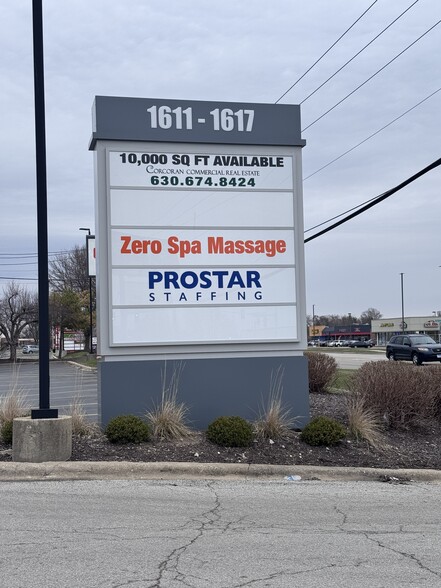 1611 - 1617
10,000 SQ FT AVAILABLE
CORCORAN COMMERCIAL REAL ESTATE
630.674.8424
Zero Spa Massage
PROSTAR
STAFFING